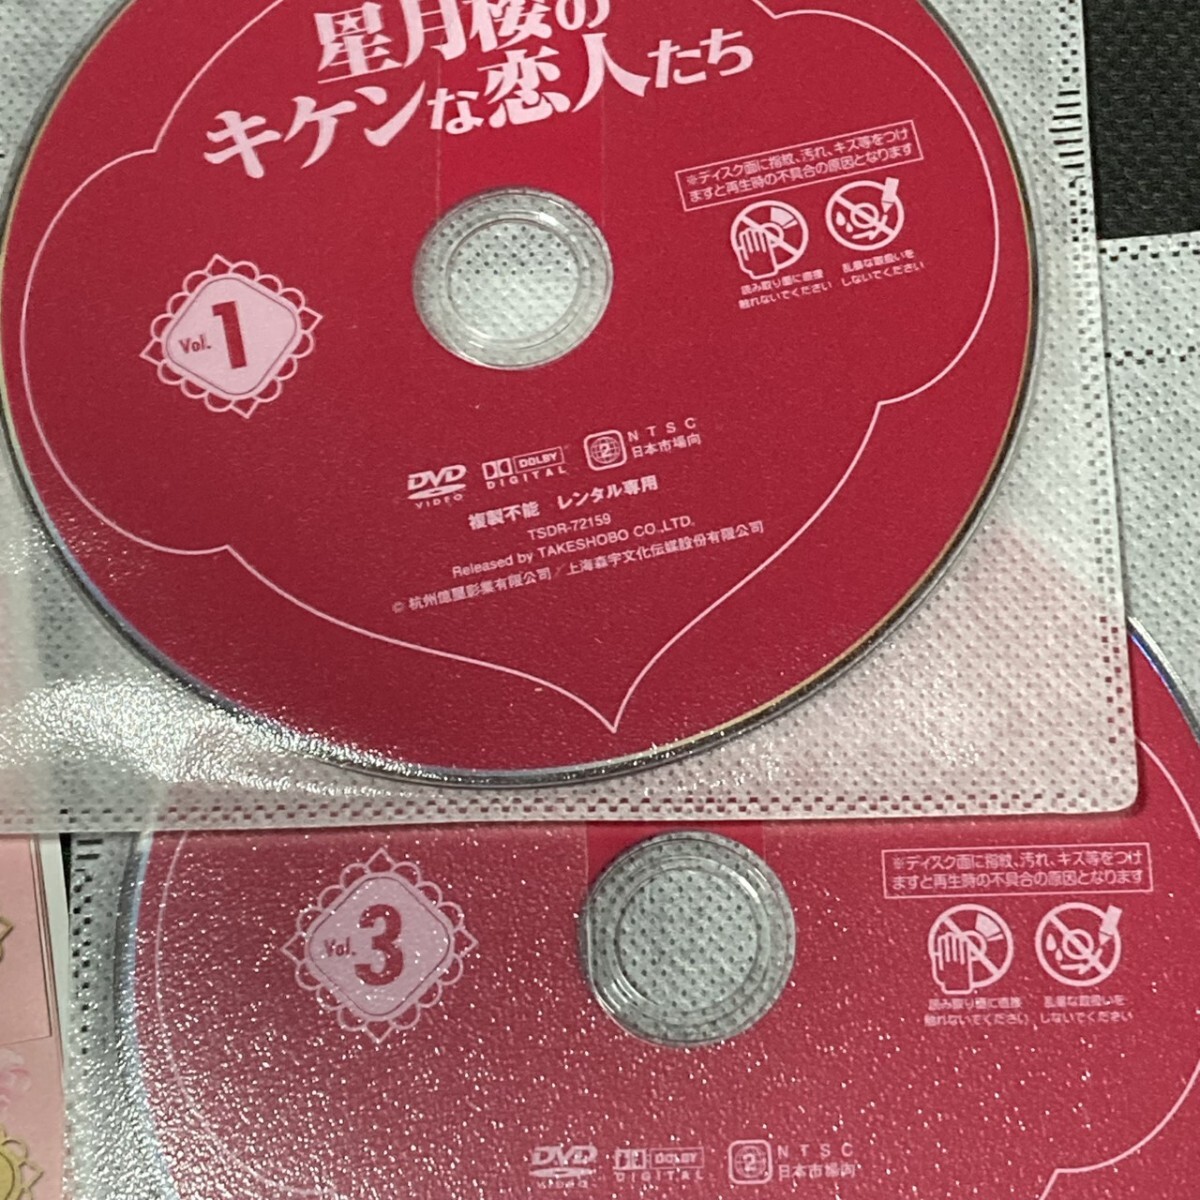 星月楼の
キケンな恋人たち
※ディスク面に指紋、汚れ、キズ等をつけ
ますと再生時の不具合の原因となります
読み取り面に直接
触れないでください
乱暴な取扱いを
しないでください
Vol. 1
DVD
VIDEO
DOLBY
DIGITAL
2
NTSC
日本市場向
複製不能 レンタル専用
TSDR-72159
Released by TAKESHOBO CO.,LTD.
© 杭州億璽影業有限公司/上海森宇文化伝媒股份有限公司
※ディスク面に指紋、汚れ、キズ等をつけ
ますと再生時の不具合の原因となります
読み取り面に直接
触れないでください
乱暴な取扱いを
しないでください
Vol. 3
DVD
VIDEO
DOLBY
DIGITAL
2
NTSC
日本市場向